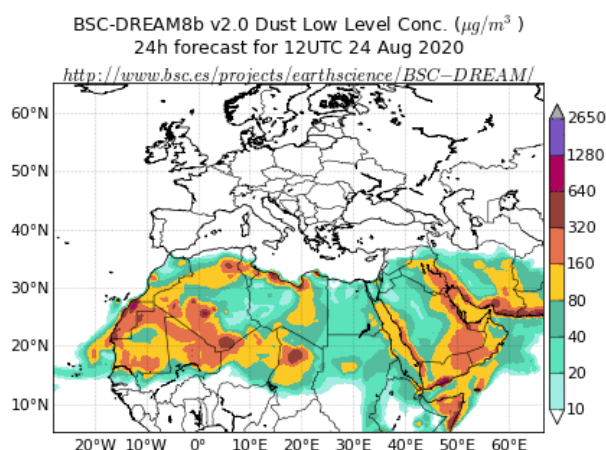 BSC-DREAM8b v2.0 Dust Low Level Conc. (μg/m³ )
24h forecast for 12UTC 24 Aug 2020
http://www.bsc.es/projects/earthscience/BSC−DREAM/
60°N
50°N
40°N
30°N
20°N
10°N
20°W 10°W 0° 10°E 20°E 30°E 40°E 50°E 60°E
2650
1280
640
320
160
80
40
20
10